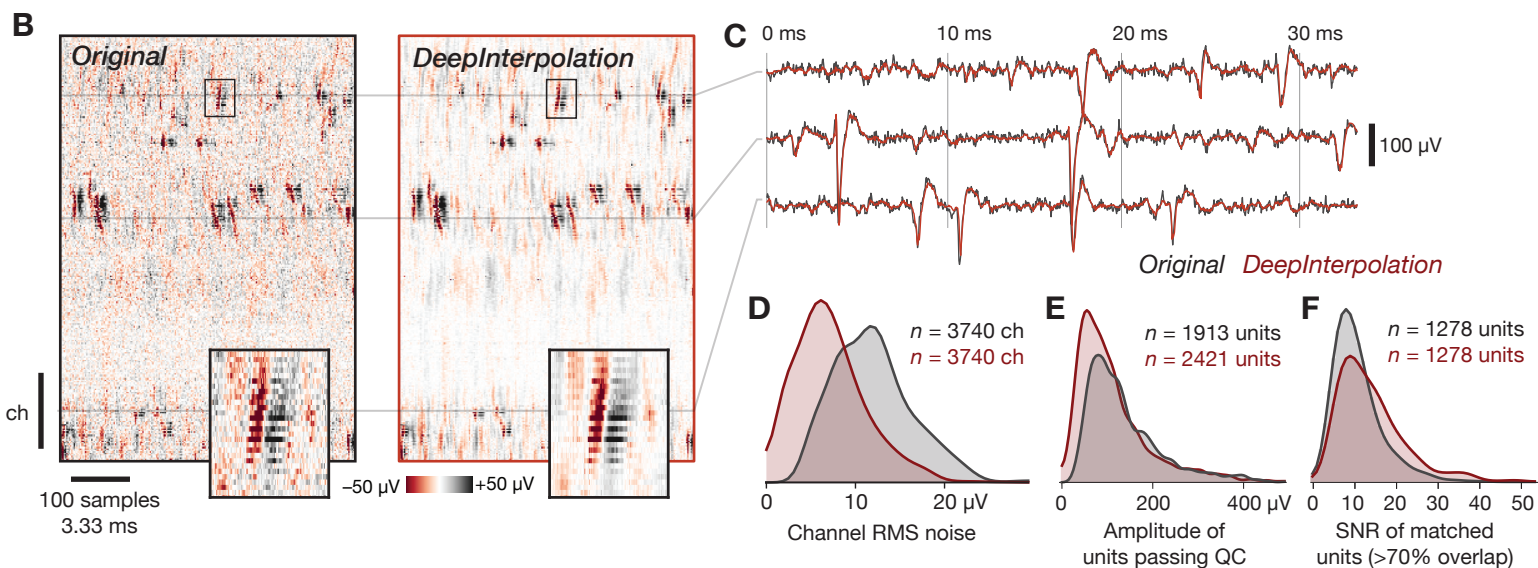 B
Original
DeepInterpolation
ch
100 samples
3.33 ms
−50 µV
+50 µV
C
0 ms
10 ms
20 ms
30 ms
100 µV
Original DeepInterpolation
D
n = 3740 ch
n = 3740 ch
0
10
20 µV
Channel RMS noise
E
n = 1913 units
n = 2421 units
0
200
400 µV
Amplitude of
units passing QC
F
n = 1278 units
n = 1278 units
0
10
20
30
40
50
SNR of matched
units (>70% overlap)